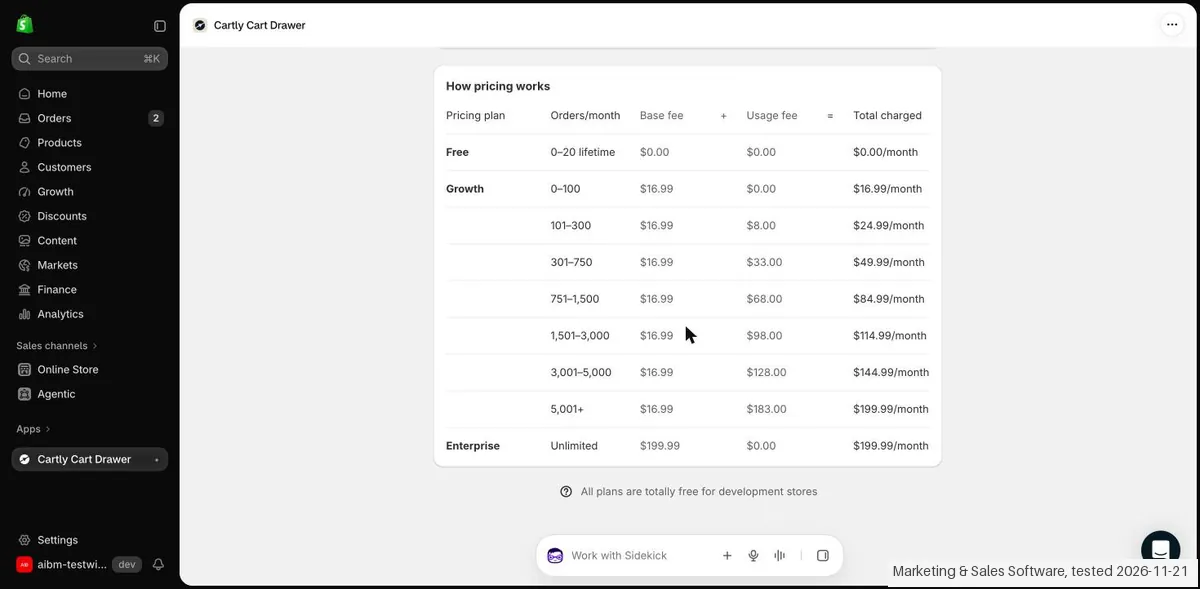 Cartly Cart Drawer
Search ⌘K
Home
Orders 2
Products
Customers
Growth
Discounts
Content
Markets
Finance
Analytics
Sales channels
Online Store
Agentic
Apps
Cartly Cart Drawer
Settings
AB aibm-testwi... dev
How pricing works
Pricing plan Orders/month Base fee + Usage fee = Total charged
Free 0–20 lifetime $0.00 $0.00 $0.00/month
Growth 0–100 $16.99 $0.00 $16.99/month
101–300 $16.99 $8.00 $24.99/month
301–750 $16.99 $33.00 $49.99/month
751–1,500 $16.99 $68.00 $84.99/month
1,501–3,000 $16.99 $98.00 $114.99/month
3,001–5,000 $16.99 $128.00 $144.99/month
5,001+ $16.99 $183.00 $199.99/month
Enterprise Unlimited $199.99 $0.00 $199.99/month
All plans are totally free for development stores
Work with Sidekick
Marketing & Sales Software, tested 2026-11-21